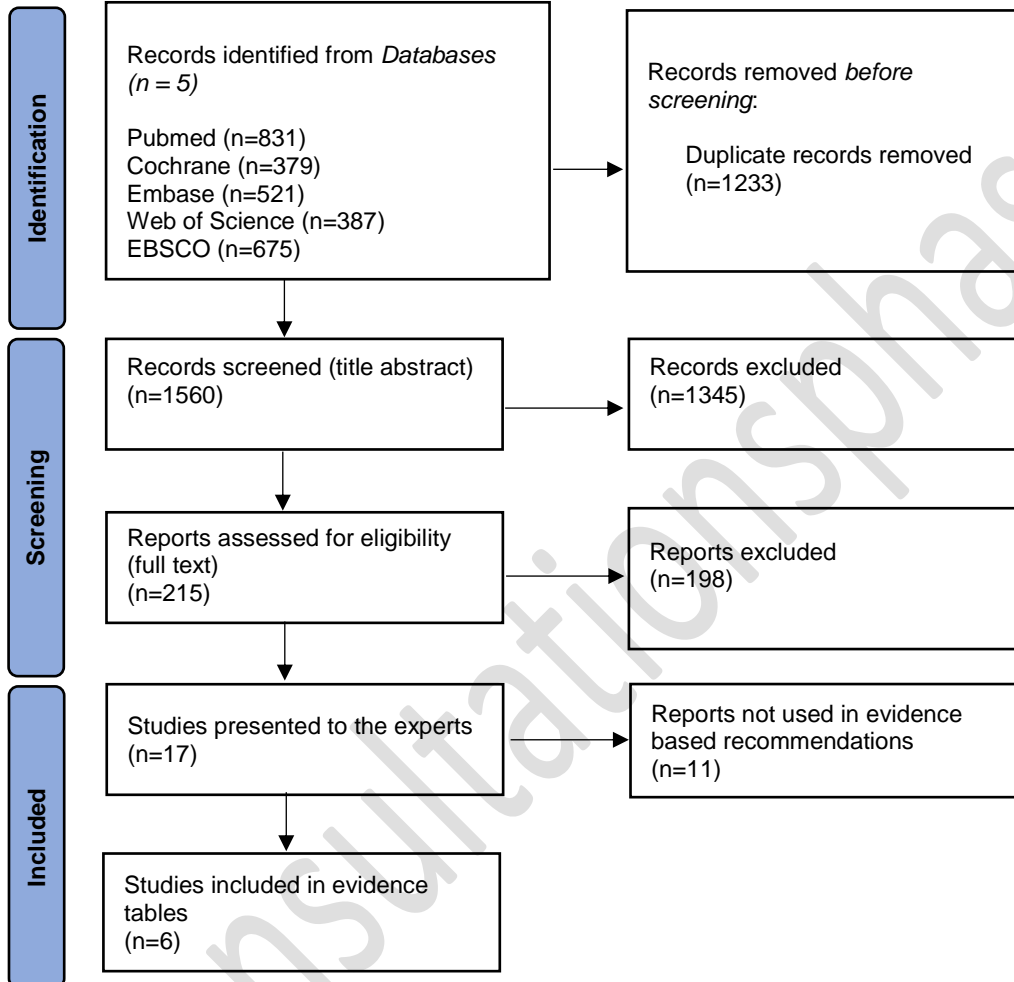 Identification
Records identified from Databases
(n = 5)
Pubmed (n=831)
Cochrane (n=379)
Embase (n=521)
Web of Science (n=387)
EBSCO (n=675)
Records removed before
screening:
Duplicate records removed
(n=1233)
Screening
Records screened (title abstract)
(n=1560)
Records excluded
(n=1345)
Reports assessed for eligibility
(full text)
(n=215)
Reports excluded
(n=198)
Included
Studies presented to the experts
(n=17)
Reports not used in evidence
based recommendations
(n=11)
Studies included in evidence
tables
(n=6)
nsultationsphas